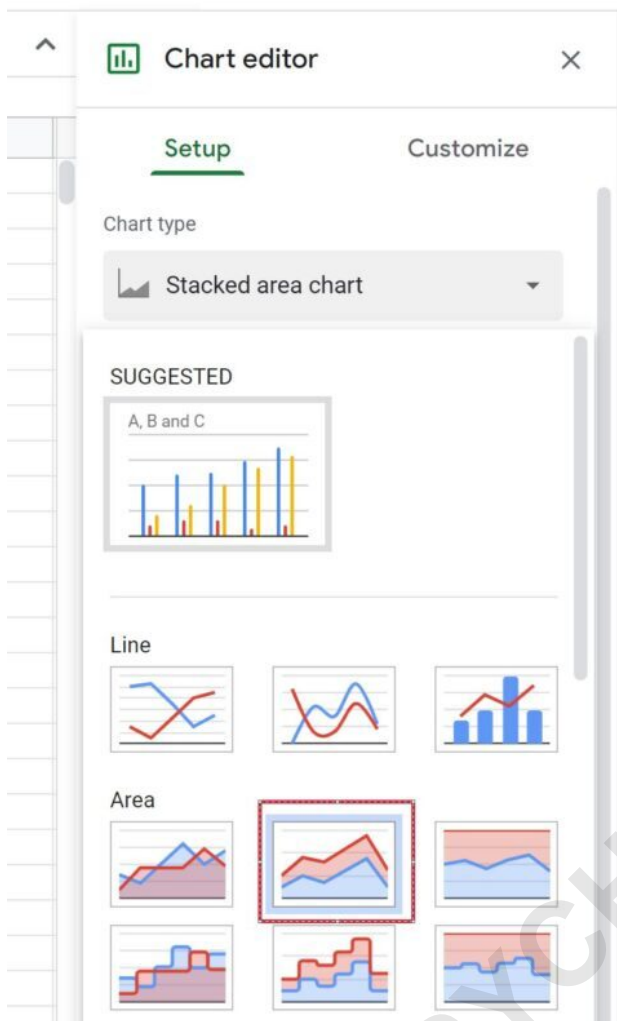 Chart editor
Setup
Customize
Chart type
Stacked area chart
SUGGESTED
A, B and C
Line
Area